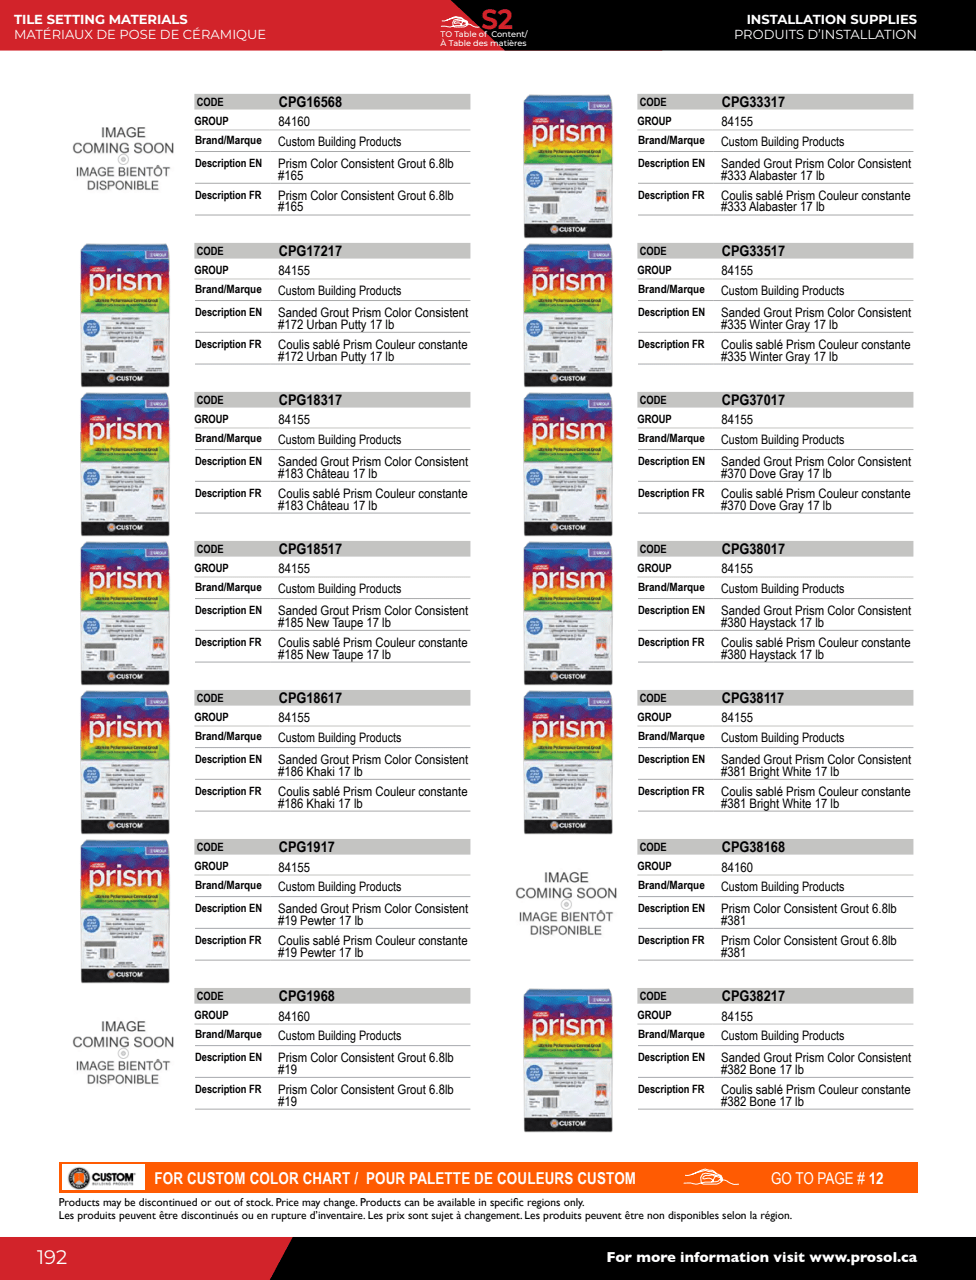 TILE SETTING MATERIALS
MATÉRIAUX DE POSE DE CÉRAMIQUE
S2
TO Table of Content/
À Table des matières
INSTALLATION SUPPLIES
PRODUITS D'INSTALLATION
IMAGE
COMING SOON
IMAGE BIENTÔT
DISPONIBLE
CODE CPG16568
GROUP 84160
Brand/Marque Custom Building Products
Description EN Prism Color Consistent Grout 6.8lb
#165
Description FR Prism Color Consistent Grout 6.8lb
#165
prism
CUSTOM
CODE CPG17217
GROUP 84155
Brand/Marque Custom Building Products
Description EN Sanded Grout Prism Color Consistent
#172 Urban Putty 17 lb
Description FR Coulis sablé Prism Couleur constante
#172 Urban Putty 17 lb
prism
CUSTOM
CODE CPG18317
GROUP 84155
Brand/Marque Custom Building Products
Description EN Sanded Grout Prism Color Consistent
#183 Château 17 lb
Description FR Coulis sablé Prism Couleur constante
#183 Château 17 lb
prism
CUSTOM
CODE CPG18517
GROUP 84155
Brand/Marque Custom Building Products
Description EN Sanded Grout Prism Color Consistent
#185 New Taupe 17 lb
Description FR Coulis sablé Prism Couleur constante
#185 New Taupe 17 lb
prism
CUSTOM
CODE CPG18617
GROUP 84155
Brand/Marque Custom Building Products
Description EN Sanded Grout Prism Color Consistent
#186 Khaki 17 lb
Description FR Coulis sablé Prism Couleur constante
#186 Khaki 17 lb
prism
CUSTOM
CODE CPG1917
GROUP 84155
Brand/Marque Custom Building Products
Description EN Sanded Grout Prism Color Consistent
#19 Pewter 17 lb
Description FR Coulis sablé Prism Couleur constante
#19 Pewter 17 lb
IMAGE
COMING SOON
IMAGE BIENTÔT
DISPONIBLE
CODE CPG1968
GROUP 84160
Brand/Marque Custom Building Products
Description EN Prism Color Consistent Grout 6.8lb
#19
Description FR Prism Color Consistent Grout 6.8lb
#19
prism
CUSTOM
CODE CPG33317
GROUP 84155
Brand/Marque Custom Building Products
Description EN Sanded Grout Prism Color Consistent
#333 Alabaster 17 lb
Description FR Coulis sablé Prism Couleur constante
#333 Alabaster 17 lb
prism
CUSTOM
CODE CPG33517
GROUP 84155
Brand/Marque Custom Building Products
Description EN Sanded Grout Prism Color Consistent
#335 Winter Gray 17 lb
Description FR Coulis sablé Prism Couleur constante
#335 Winter Gray 17 lb
prism
CUSTOM
CODE CPG37017
GROUP 84155
Brand/Marque Custom Building Products
Description EN Sanded Grout Prism Color Consistent
#370 Dove Gray 17 lb
Description FR Coulis sablé Prism Couleur constante
#370 Dove Gray 17 lb
prism
CUSTOM
CODE CPG38017
GROUP 84155
Brand/Marque Custom Building Products
Description EN Sanded Grout Prism Color Consistent
#380 Haystack 17 lb
Description FR Coulis sablé Prism Couleur constante
#380 Haystack 17 lb
prism
CUSTOM
CODE CPG38117
GROUP 84155
Brand/Marque Custom Building Products
Description EN Sanded Grout Prism Color Consistent
#381 Bright White 17 lb
Description FR Coulis sablé Prism Couleur constante
#381 Bright White 17 lb
IMAGE
COMING SOON
IMAGE BIENTÔT
DISPONIBLE
CODE CPG38168
GROUP 84160
Brand/Marque Custom Building Products
Description EN Prism Color Consistent Grout 6.8lb
#381
Description FR Prism Color Consistent Grout 6.8lb
#381
prism
CUSTOM
CODE CPG38217
GROUP 84155
Brand/Marque Custom Building Products
Description EN Sanded Grout Prism Color Consistent
#382 Bone 17 lb
Description FR Coulis sablé Prism Couleur constante
#382 Bone 17 lb
CUSTOM
BUILDING PRODUCTS
FOR CUSTOM COLOR CHART / POUR PALETTE DE COULEURS CUSTOM GO TO PAGE # 12
Products may be discontinued or out of stock. Price may change. Products can be available in specific regions only.
Les produits peuvent être discontinués ou en rupture d'inventaire. Les prix sont sujet à changement. Les produits peuvent être non disponibles selon la région.
192
For more information visit www.prosol.ca